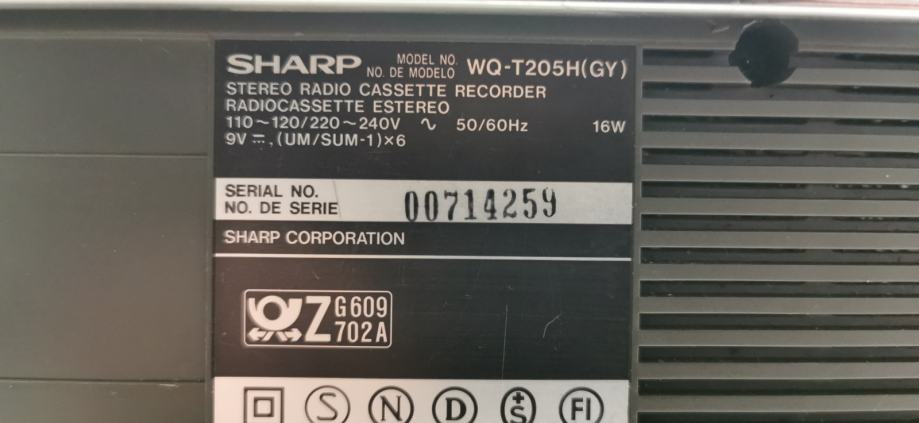 SHARP MODEL NO. NO. DE MODELO WQ-T205H(GY)
STEREO RADIO CASSETTE RECORDER
RADIOCASSETTE ESTEREO
110~120/220~240V ∿ 50/60Hz 16W
9V ⎓, (UM/SUM-1)×6
SERIAL NO.
NO. DE SERIE 00714259
SHARP CORPORATION
Z G609
702A
S N D +S FI